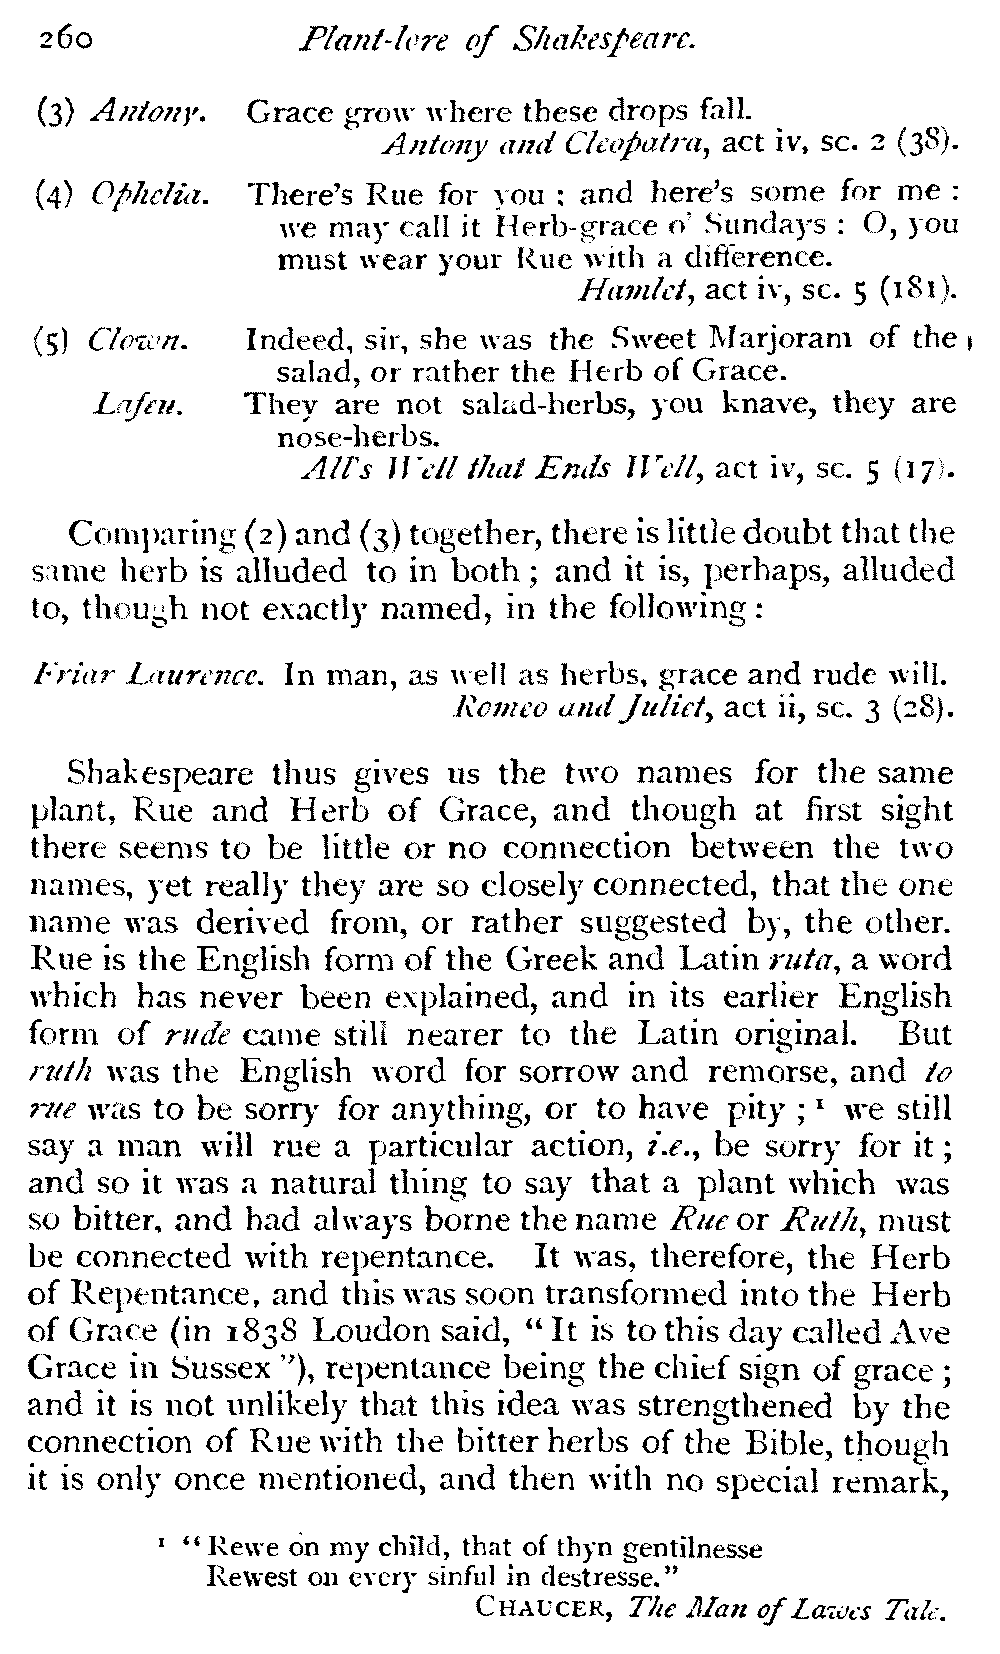 260 Plant-lore of Shakespeare.
(3) Antony. Grace grow where these drops fall.
Antony and Cleopatra, act iv, sc. 2 (38).
(4) Ophelia. There's Rue for you ; and here's some for me :
we may call it Herb-grace o' Sundays : O, you
must wear your Rue with a difference.
Hamlet, act iv, sc. 5 (181).
(5) Clown. Indeed, sir, she was the Sweet Marjoram of the
salad, or rather the Herb of Grace.
Lafeu. They are not salad-herbs, you knave, they are
nose-herbs.
All's Well that Ends Well, act iv, sc. 5 (17).
Comparing (2) and (3) together, there is little doubt that the
same herb is alluded to in both ; and it is, perhaps, alluded
to, though not exactly named, in the following :
Friar Laurence. In man, as well as herbs, grace and rude will.
Romeo and Juliet, act ii, sc. 3 (28).
Shakespeare thus gives us the two names for the same
plant, Rue and Herb of Grace, and though at first sight
there seems to be little or no connection between the two
names, yet really they are so closely connected, that the one
name was derived from, or rather suggested by, the other.
Rue is the English form of the Greek and Latin ruta, a word
which has never been explained, and in its earlier English
form of rude came still nearer to the Latin original. But
ruth was the English word for sorrow and remorse, and to
rue was to be sorry for anything, or to have pity ; ¹ we still
say a man will rue a particular action, i.e., be sorry for it ;
and so it was a natural thing to say that a plant which was
so bitter, and had always borne the name Rue or Ruth, must
be connected with repentance. It was, therefore, the Herb
of Repentance, and this was soon transformed into the Herb
of Grace (in 1838 Loudon said, “ It is to this day called Ave
Grace in Sussex ”), repentance being the chief sign of grace ;
and it is not unlikely that this idea was strengthened by the
connection of Rue with the bitter herbs of the Bible, though
it is only once mentioned, and then with no special remark,
¹ “ Rewe on my child, that of thyn gentilnesse
Rewest on every sinful in destresse.”
CHAUCER, The Man of Lawes Tale.